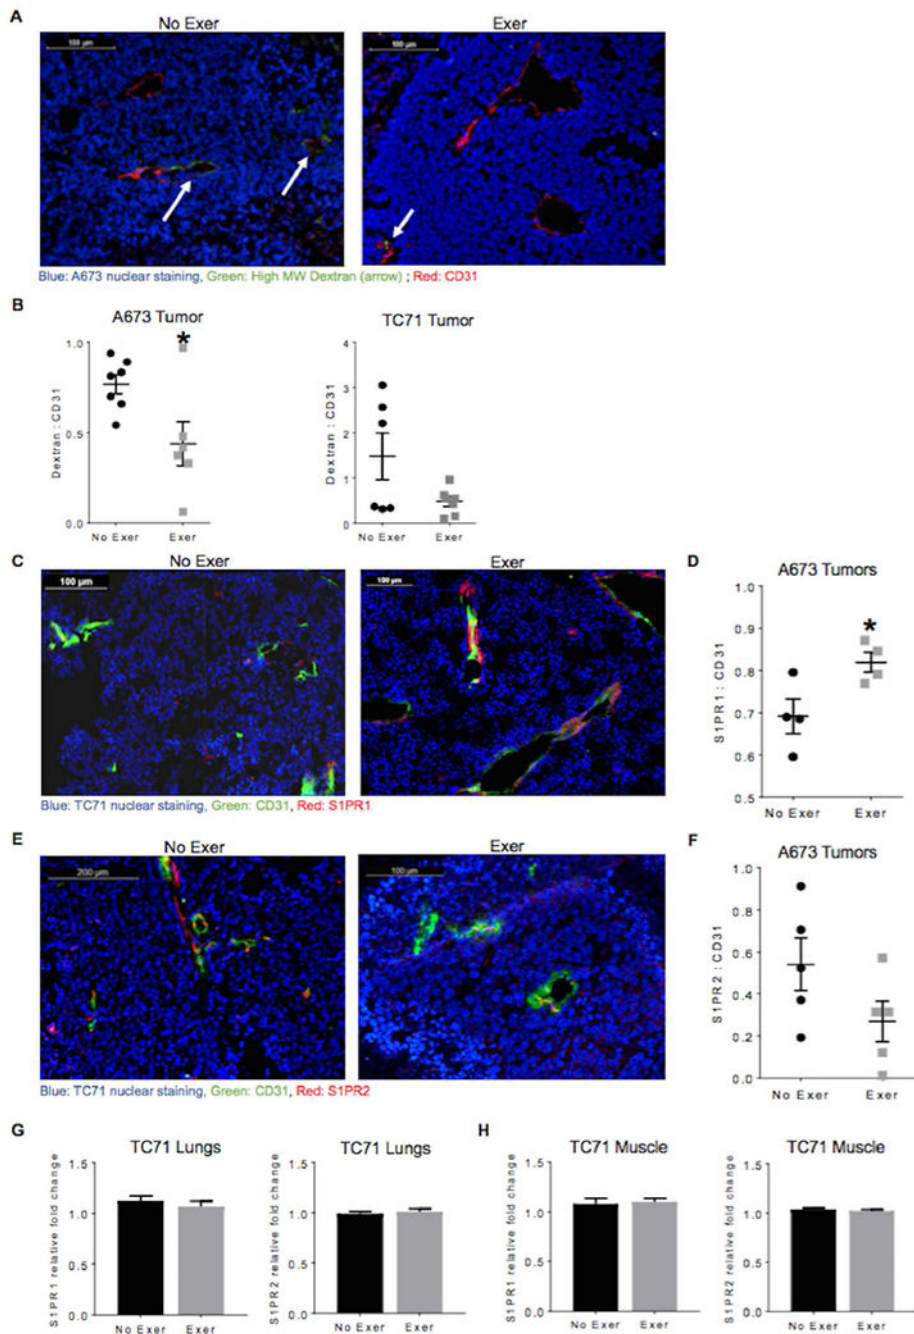 A
No Exer
Exer
100 µm
100 µm
Blue: A673 nuclear staining, Green: High MW Dextran (arrow) ; Red: CD31
B
A673 Tumor
TC71 Tumor
*
Dextran : CD31
1.0
0.5
0.0
No Exer
Exer
Dextran : CD31
4
3
2
1
0
No Exer
Exer
C
No Exer
Exer
100 µm
100 µm
Blue: TC71 nuclear staining, Green: CD31, Red: S1PR1
D
A673 Tumors
*
S1PR1 : CD31
1.0
0.9
0.8
0.7
0.6
0.5
No Exer
Exer
E
No Exer
Exer
200 µm
100 µm
Blue: TC71 nuclear staining, Green: CD31, Red: S1PR2
F
A673 Tumors
S1PR2 : CD31
1.0
0.8
0.6
0.4
0.2
0.0
No Exer
Exer
G
TC71 Lungs
S1PR1 relative fold change
1.5
1.0
0.5
0.0
No Exer
Exer
TC71 Lungs
S1PR2 relative fold change
1.5
1.0
0.5
0.0
No Exer
Exer
H
TC71 Muscle
S1PR1 relative fold change
1.5
1.0
0.5
0.0
No Exer
Exer
TC71 Muscle
S1PR2 relative fold change
1.5
1.0
0.5
0.0
No Exer
Exer